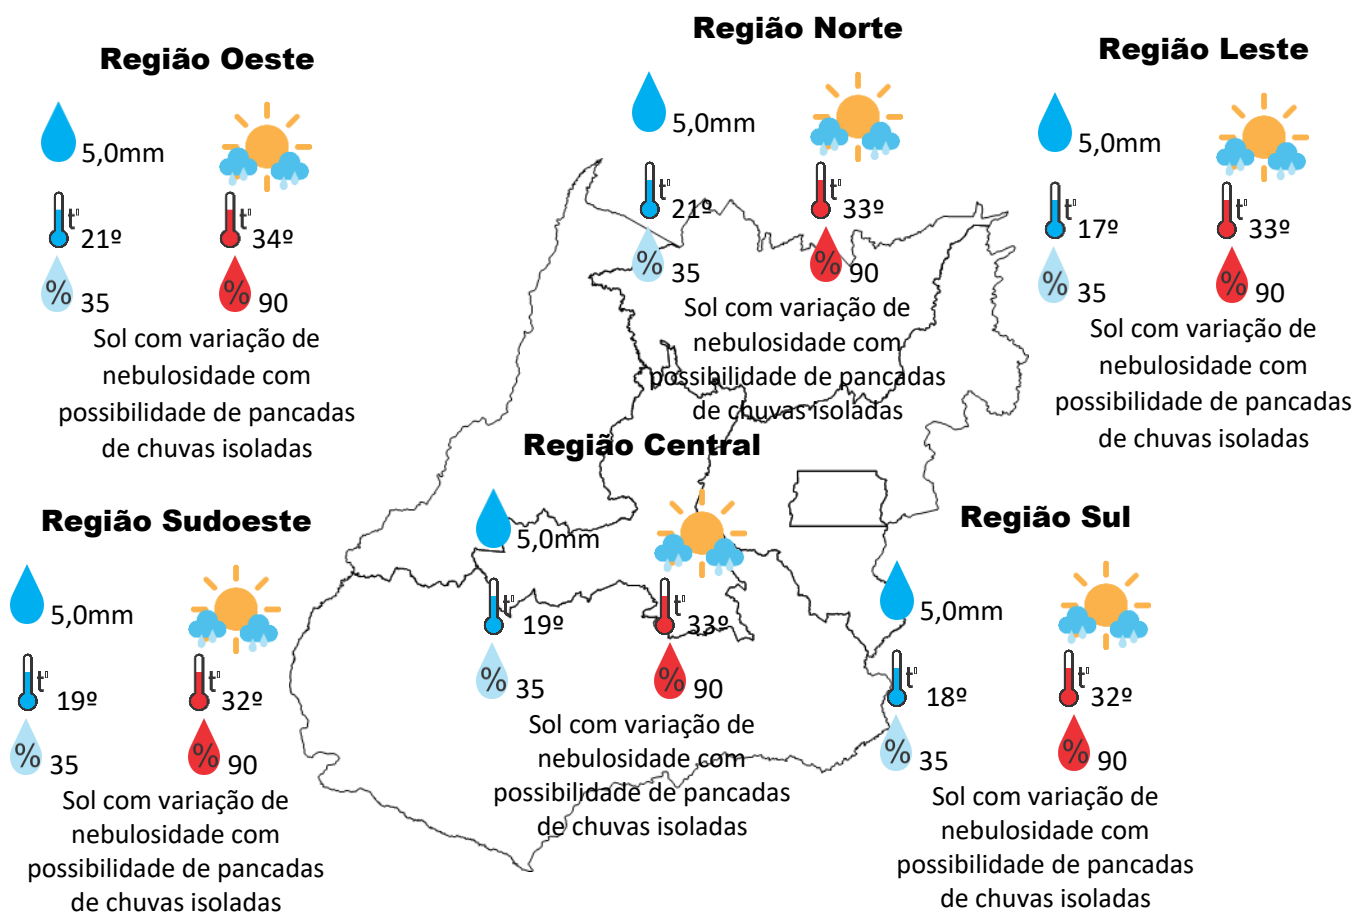 Região Oeste
5,0mm
t°
21º
34º
% 35
% 90
Sol com variação de
nebulosidade com
possibilidade de pancadas
de chuvas isoladas
Região Norte
5,0mm
t°
21º
t°
33º
% 35
% 90
Sol com variação de
nebulosidade com
possibilidade de pancadas
de chuvas isoladas
Região Leste
5,0mm
t°
17º
t°
33º
% 35
% 90
Sol com variação de
nebulosidade com
possibilidade de pancadas
de chuvas isoladas
Região Sudoeste
5,0mm
t°
19º
t°
32º
% 35
% 90
Sol com variação de
nebulosidade com
possibilidade de pancadas
de chuvas isoladas
Região Central
5,0mm
t°
19º
t°
33º
% 35
% 90
Sol com variação de
nebulosidade com
possibilidade de pancadas
de chuvas isoladas
Região Sul
5,0mm
t°
18º
t°
32º
% 35
% 90
Sol com variação de
nebulosidade com
possibilidade de pancadas
de chuvas isoladas